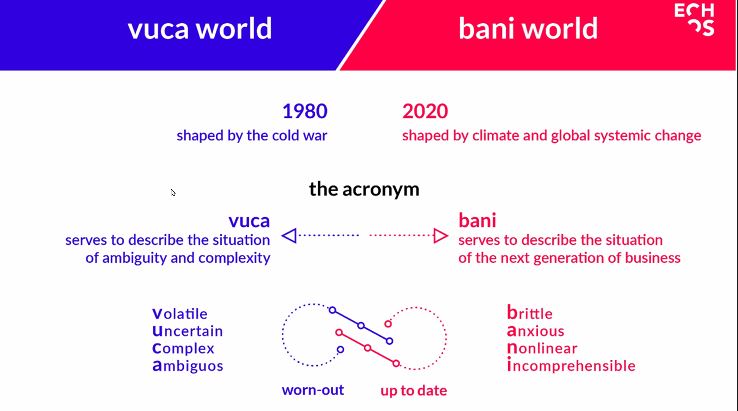 vuca world
bani world
ECH
OS
1980
shaped by the cold war
2020
shaped by climate and global systemic change
the acronym
vuca
serves to describe the situation
of ambiguity and complexity
bani
serves to describe the situation
of the next generation of business
volatile
uncertain
complex
ambiguos
worn-out
up to date
brittle
anxious
nonlinear
incomprehensible